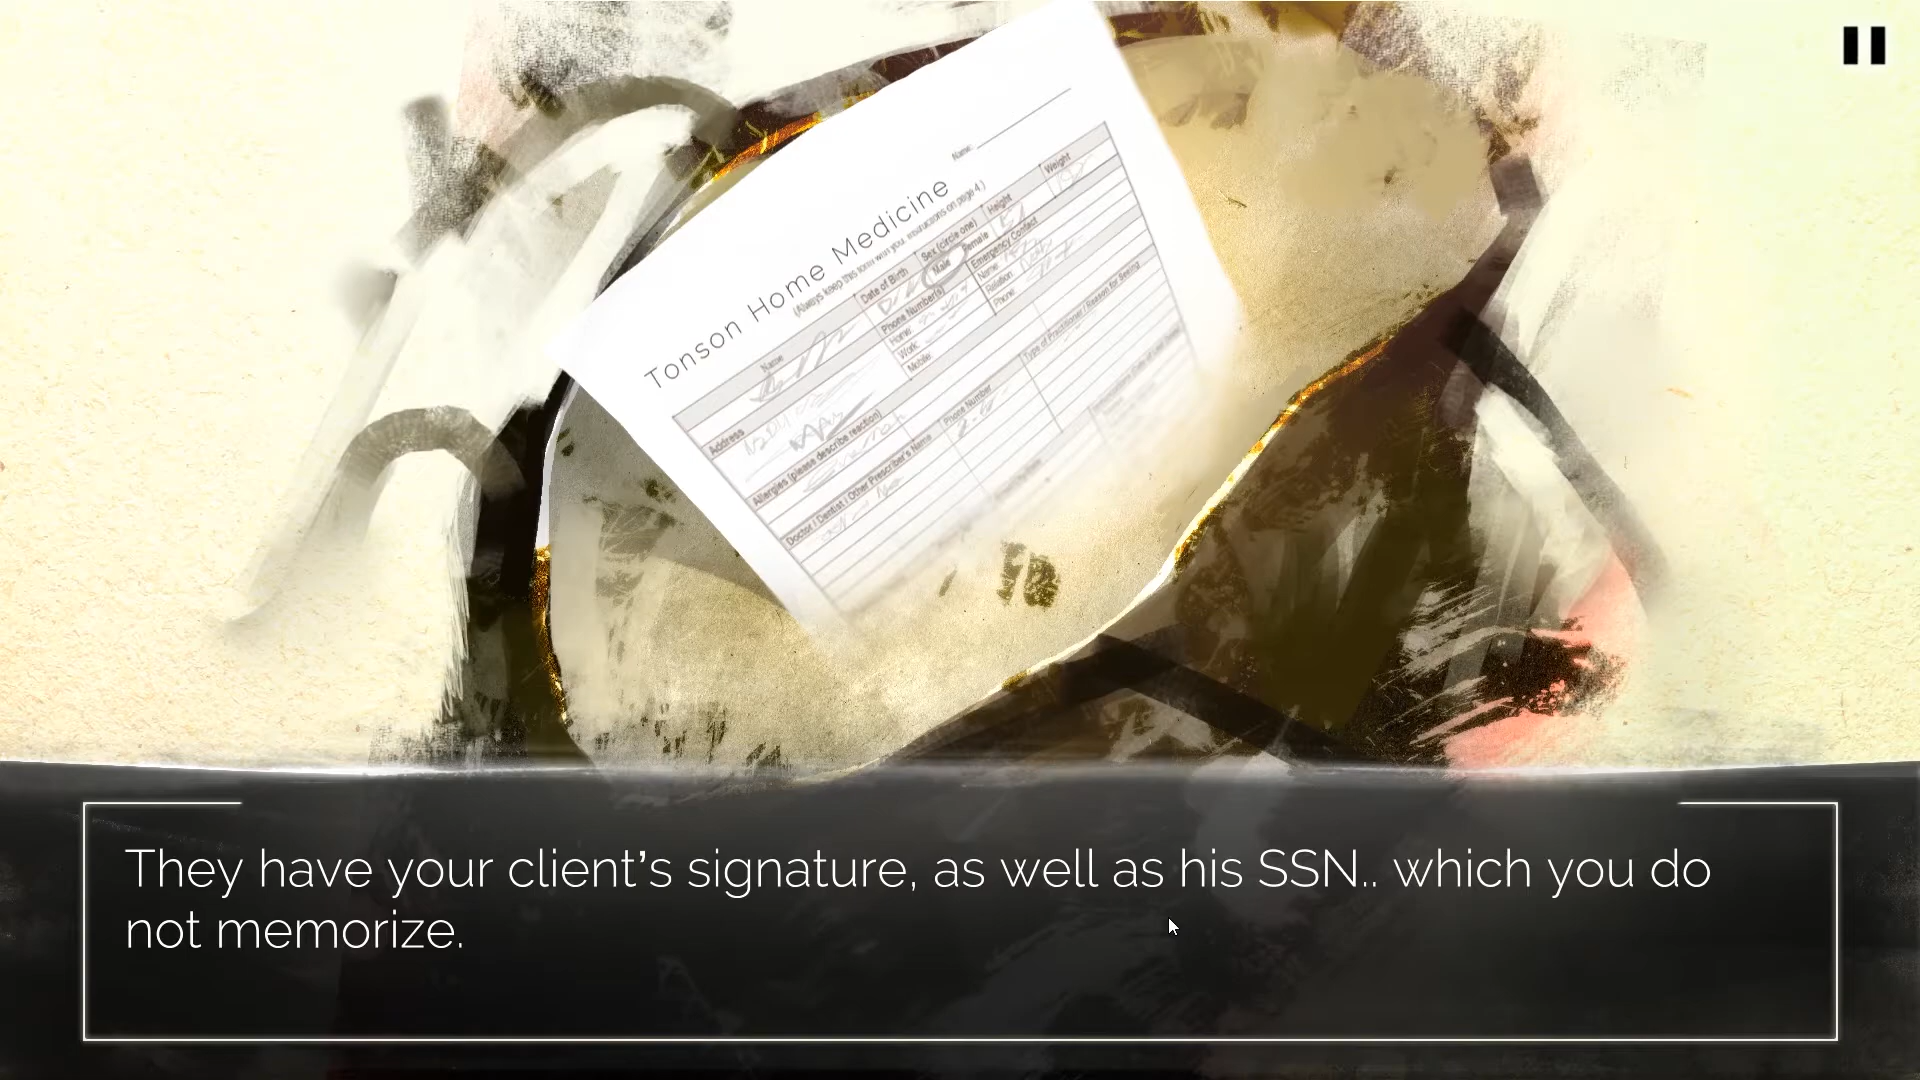 Name:
Tonson Home Medicine
(Always keep this form with you. Instructions on page 4.)
Name
Date of Birth
Sex (circle one)
Male
Female
Height
Weight
Address
Phone Number(s)
Home:
Work:
Mobile:
Emergency Contact
Name:
Relation:
Phone:
Allergies (please describe reaction)
Doctor / Dentist / Other Prescriber's Name
Phone Number
Type of Practitioner / Reason for Seeing
They have your client's signature, as well as his SSN.. which you do
not memorize.